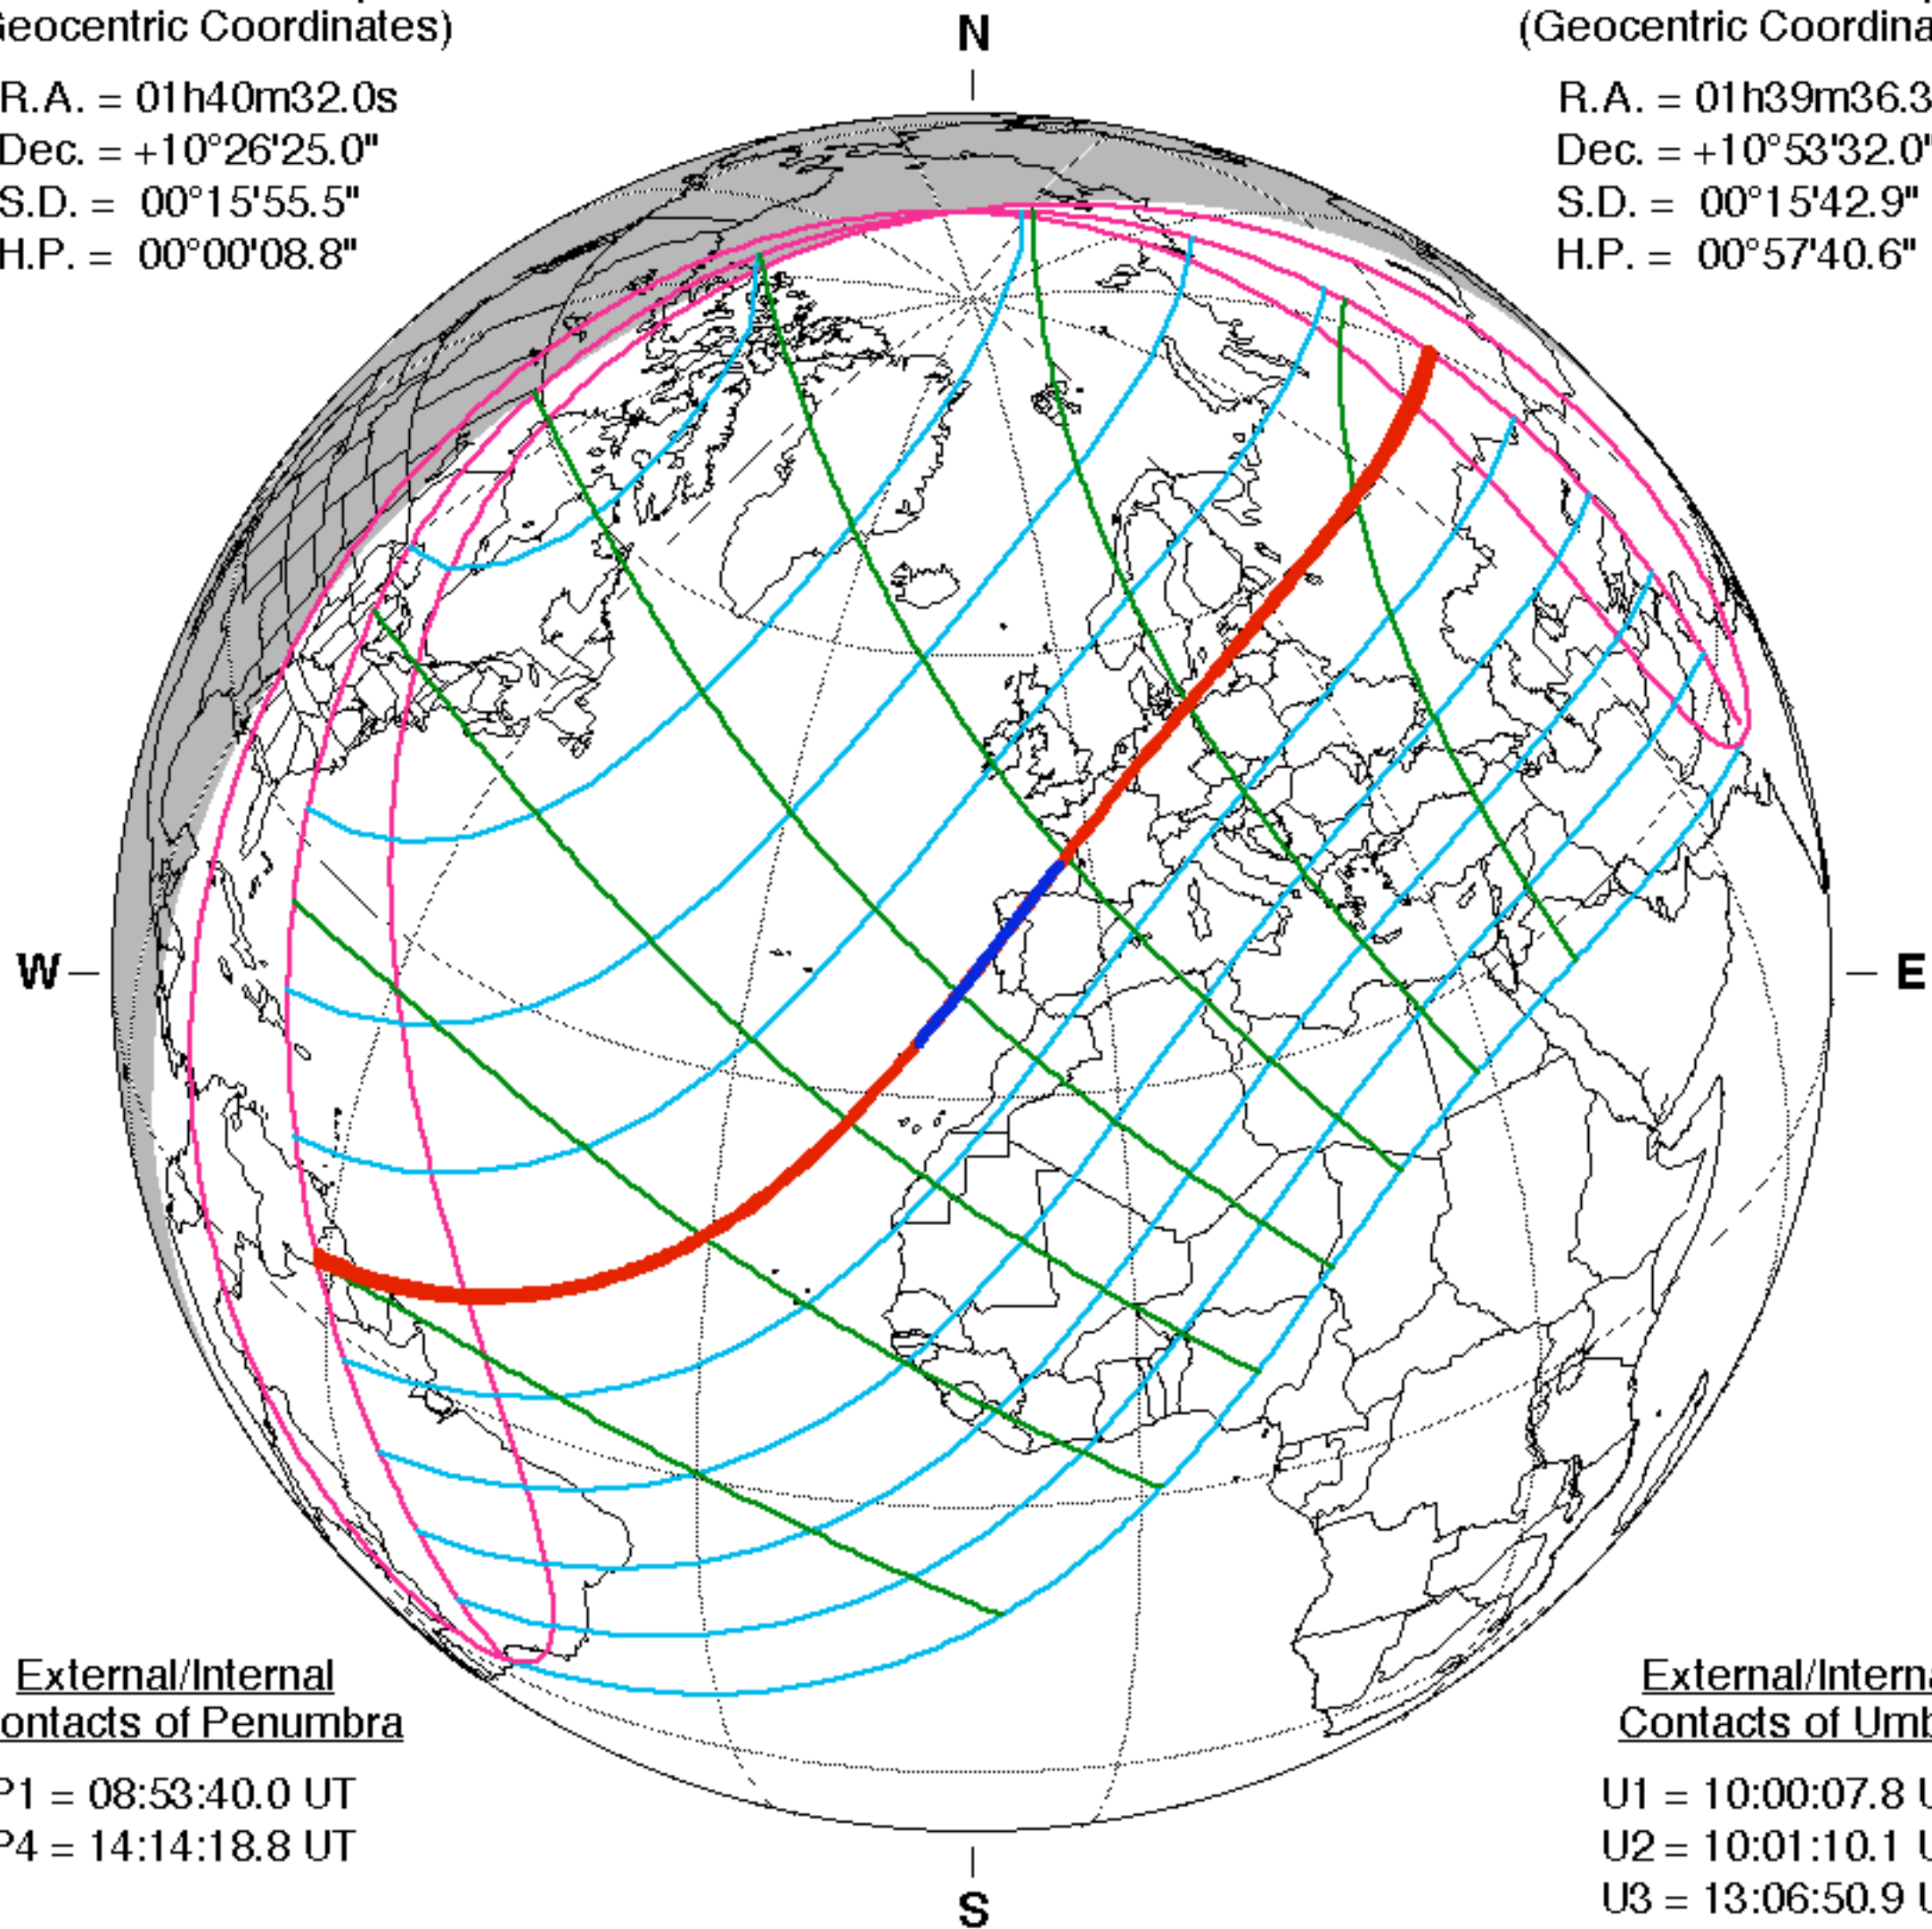 Geocentric Coordinates)
R.A. = 01h40m32.0s
Dec. = +10°26'25.0"
S.D. = 00°15'55.5"
H.P. = 00°00'08.8"
N
(Geocentric Coordina
R.A. = 01h39m36.3
Dec. = +10°53'32.0"
S.D. = 00°15'42.9"
H.P. = 00°57'40.6"
W
E
External/Internal
ontacts of Penumbra
P1 = 08:53:40.0 UT
P4 = 14:14:18.8 UT
External/Interna
Contacts of Umb
U1 = 10:00:07.8 U
U2 = 10:01:10.1 U
U3 = 13:06:50.9 U
S